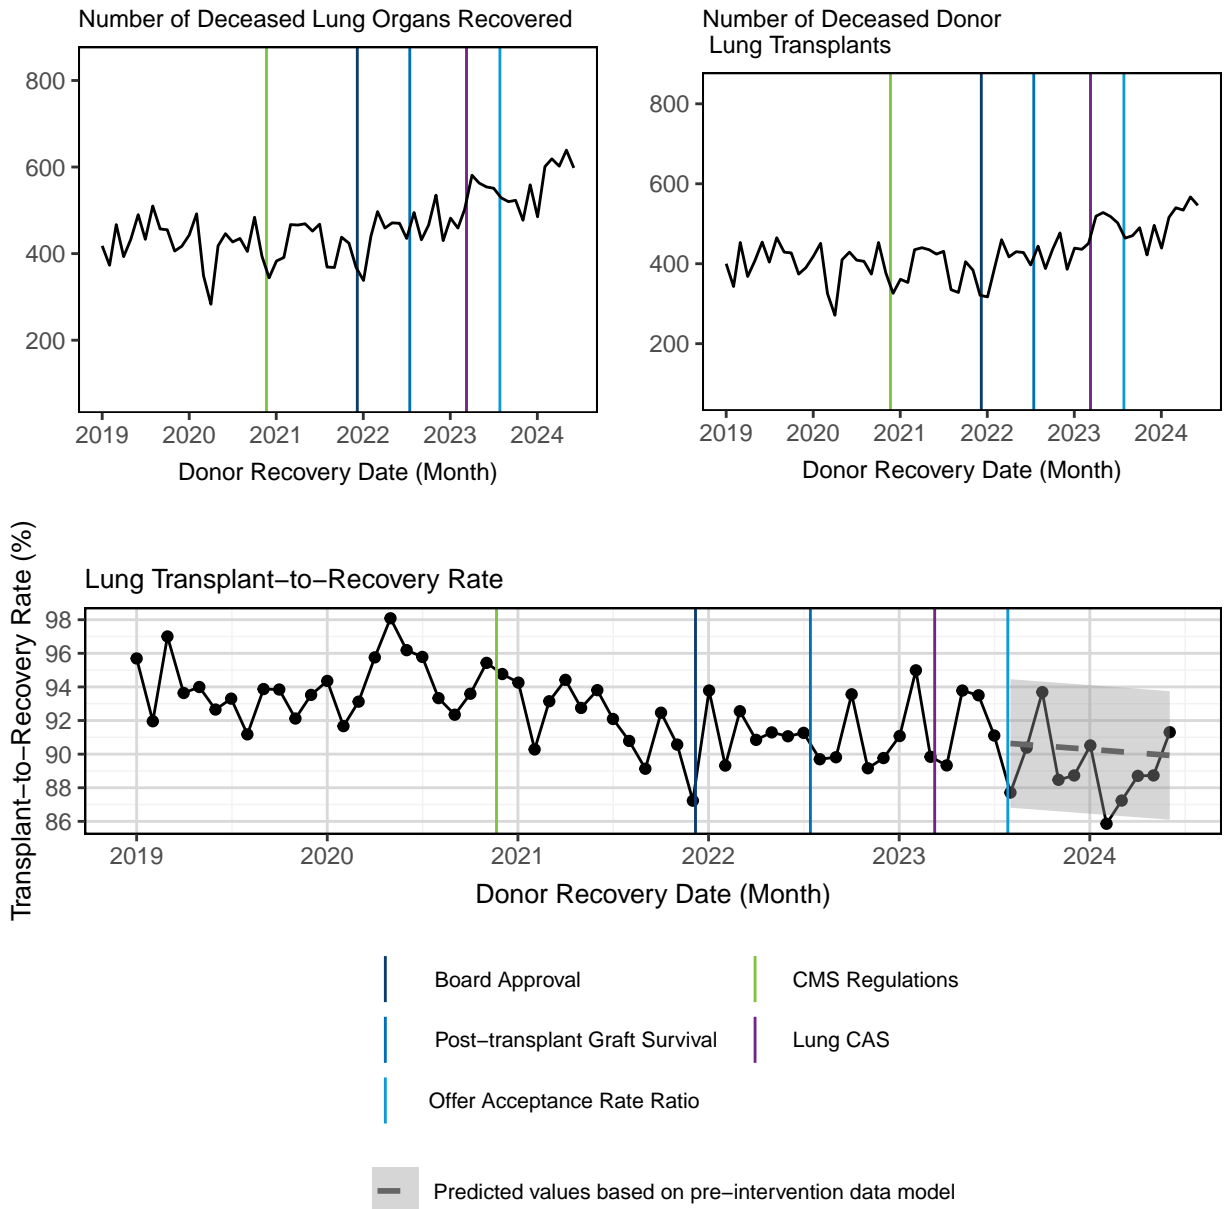 Number of Deceased Lung Organs Recovered
800
600
400
200
2019 2020 2021 2022 2023 2024
Donor Recovery Date (Month)
Number of Deceased Donor
Lung Transplants
800
600
400
200
2019 2020 2021 2022 2023 2024
Donor Recovery Date (Month)
Lung Transplant−to−Recovery Rate
Transplant−to−Recovery Rate (%)
98
96
94
92
90
88
86
2019 2020 2021 2022 2023 2024
Donor Recovery Date (Month)
Board Approval
CMS Regulations
Post−transplant Graft Survival
Lung CAS
Offer Acceptance Rate Ratio
Predicted values based on pre−intervention data model